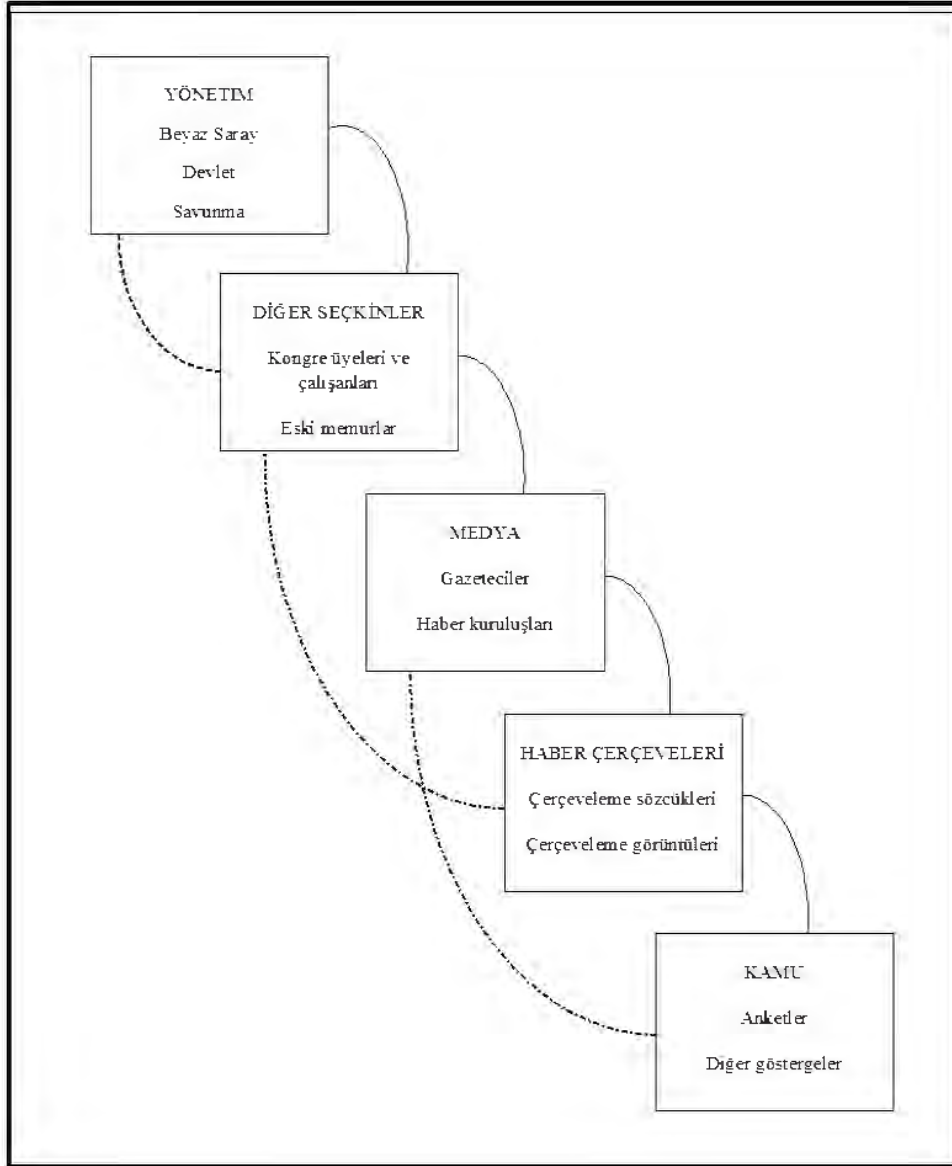 YÖNETIM
Beyaz Saray
Devlet
Savunma
DİĞER SEÇKİNLER
Kongre üyeleri ve
çalışanları
Eski memurlar
MEDYA
Gazeteciler
Haber kuruluşları
HABER ÇERÇEVELERİ
Çerçeveleme sözcükleri
Çerçeveleme görüntüleri
KAMU
Anketler
Diğer göstergeler